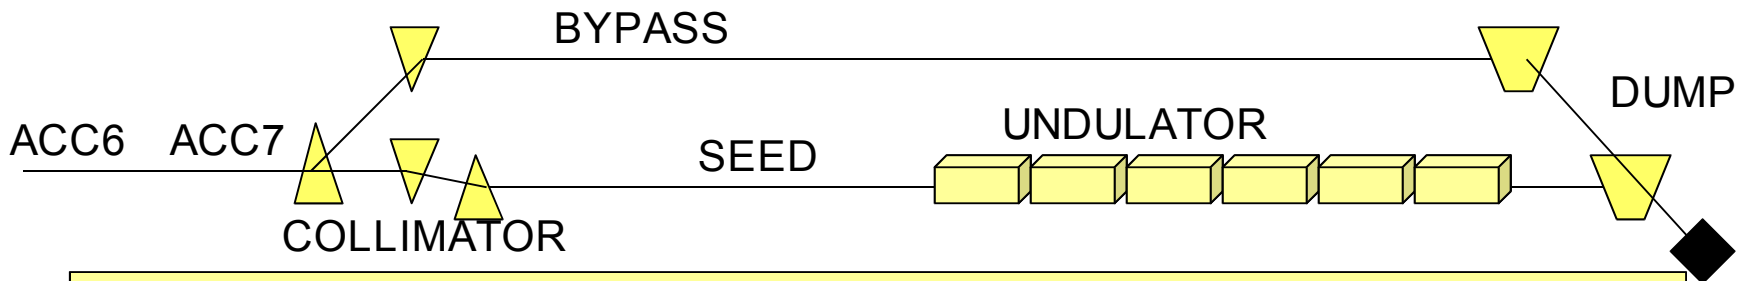 BYPASS
DUMP
ACC6 ACC7
UNDULATOR
SEED
COLLIMATOR